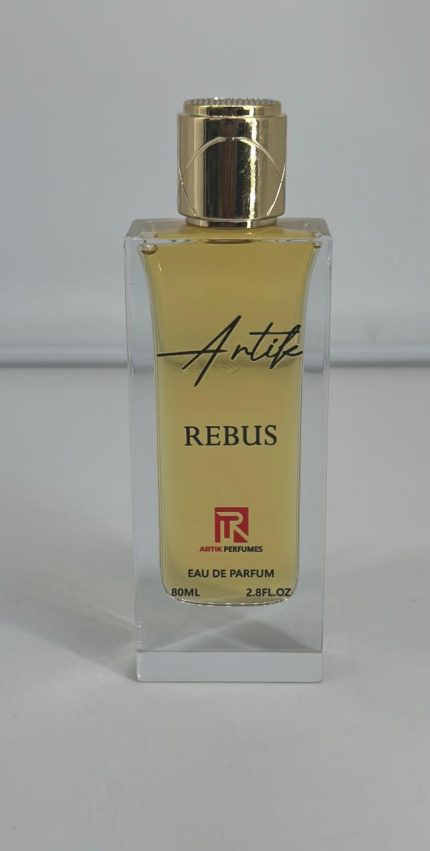 Artik
REBUS
ARTIK PERFUMES
EAU DE PARFUM
80ML 2.8FL.OZ